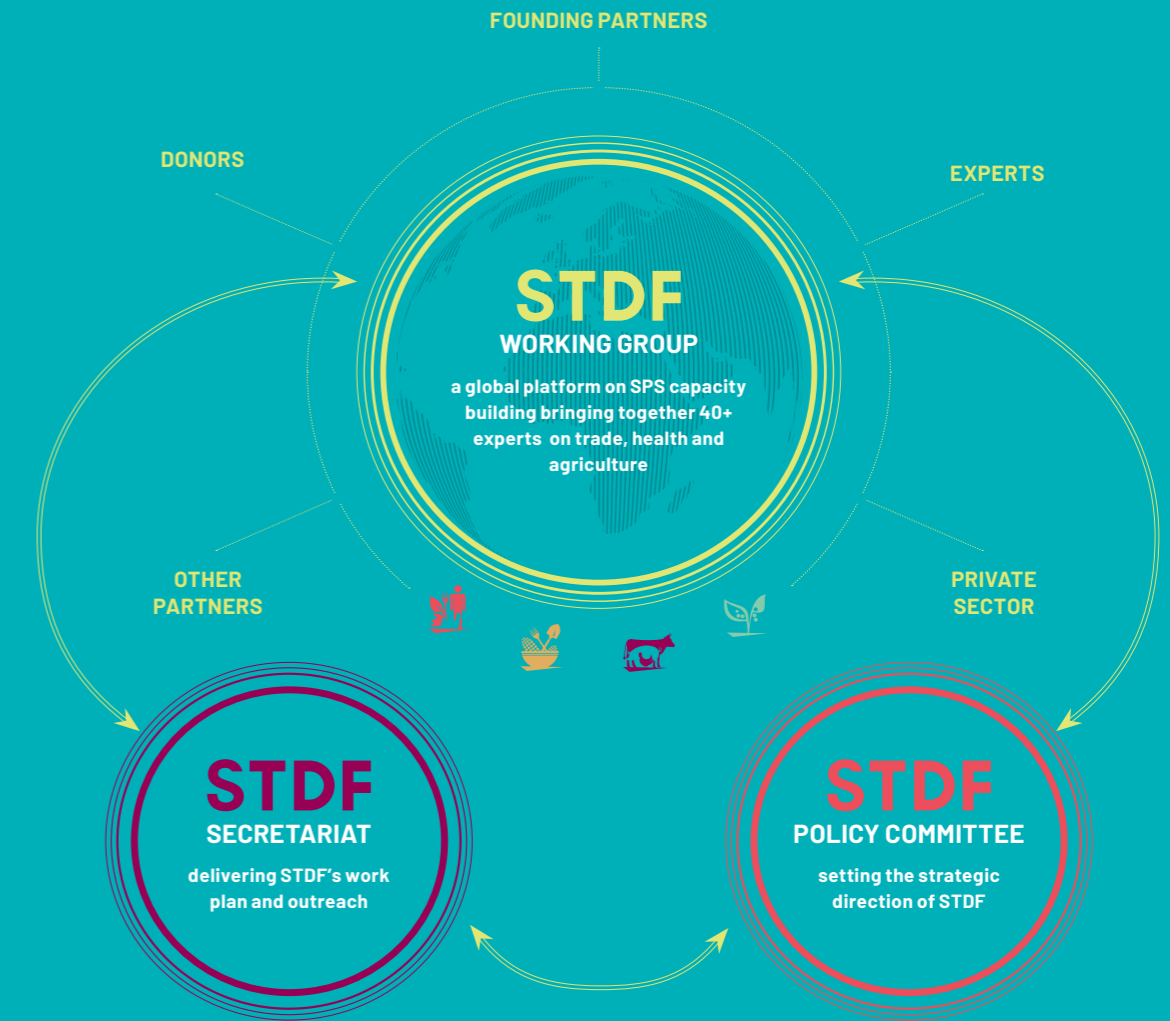 FOUNDING PARTNERS
DONORS
EXPERTS
STDF
WORKING GROUP
a global platform on SPS capacity
building bringing together 40+
experts on trade, health and
agriculture
OTHER
PARTNERS
PRIVATE
SECTOR
STDF
SECRETARIAT
delivering STDF's work
plan and outreach
STDF
POLICY COMMITTEE
setting the strategic
direction of STDF